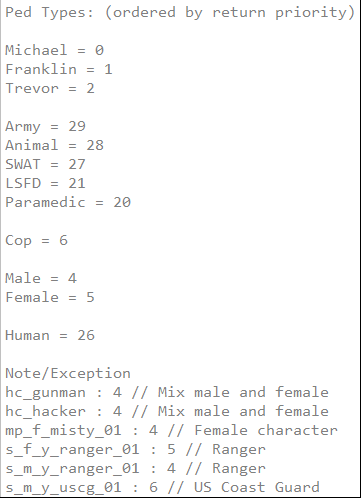 Ped Types: (ordered by return priority)
Michael = 0
Franklin = 1
Trevor = 2
Army = 29
Animal = 28
SWAT = 27
LSFD = 21
Paramedic = 20
Cop = 6
Male = 4
Female = 5
Human = 26
Note/Exception
hc_gunman : 4 // Mix male and female
hc_hacker : 4 // Mix male and female
mp_f_misty_01 : 4 // Female character
s_f_y_ranger_01 : 5 // Ranger
s_m_y_ranger_01 : 4 // Ranger
s_m_y_uscg_01 : 6 // US Coast Guard